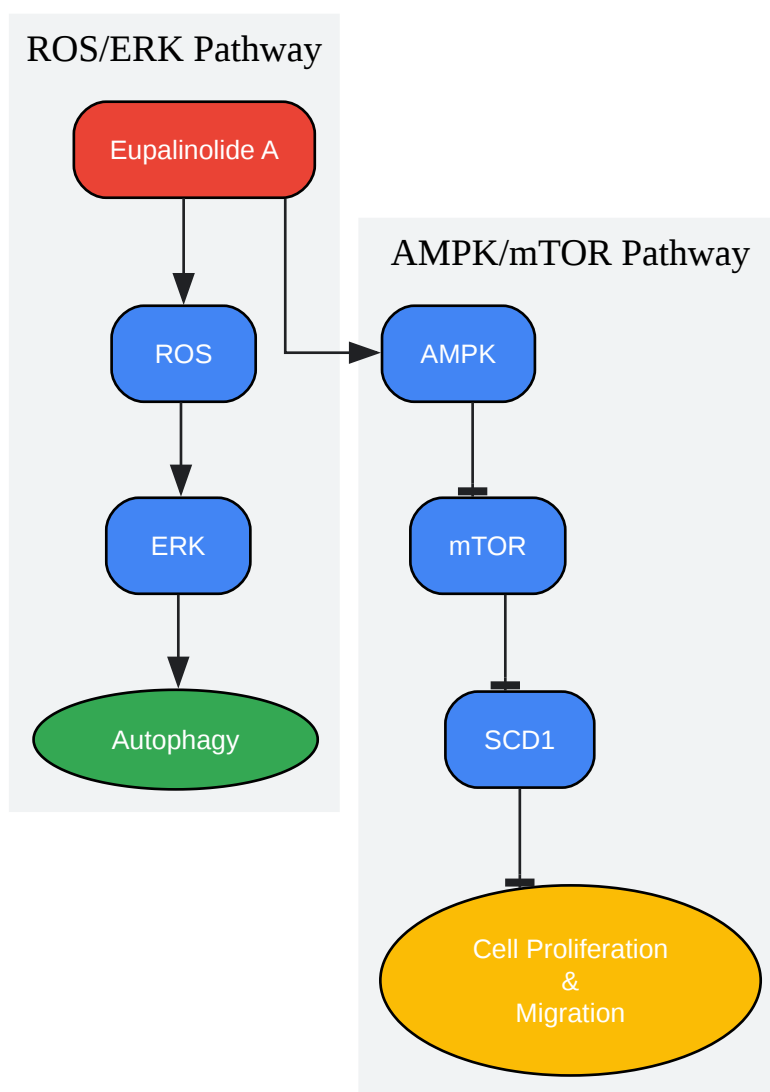 ROS/ERK Pathway
Eupalinolide A
ROS
ERK
Autophagy
AMPK/mTOR Pathway
AMPK
mTOR
SCD1
Cell Proliferation
&
Migration